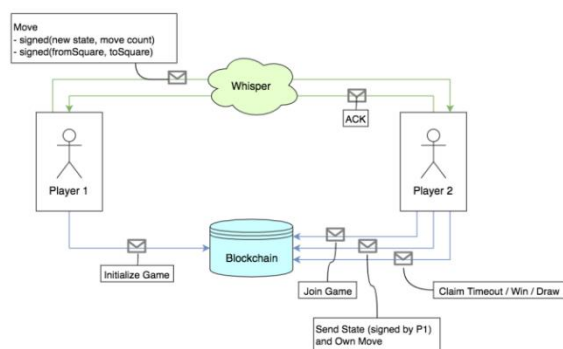 Move
- signed(new state, move count)
- signed(fromSquare, toSquare)
Whisper
ACK
Player 1
Player 2
Blockchain
Initialize Game
Join Game
Claim Timeout / Win / Draw
Send State (signed by P1)
and Own Move